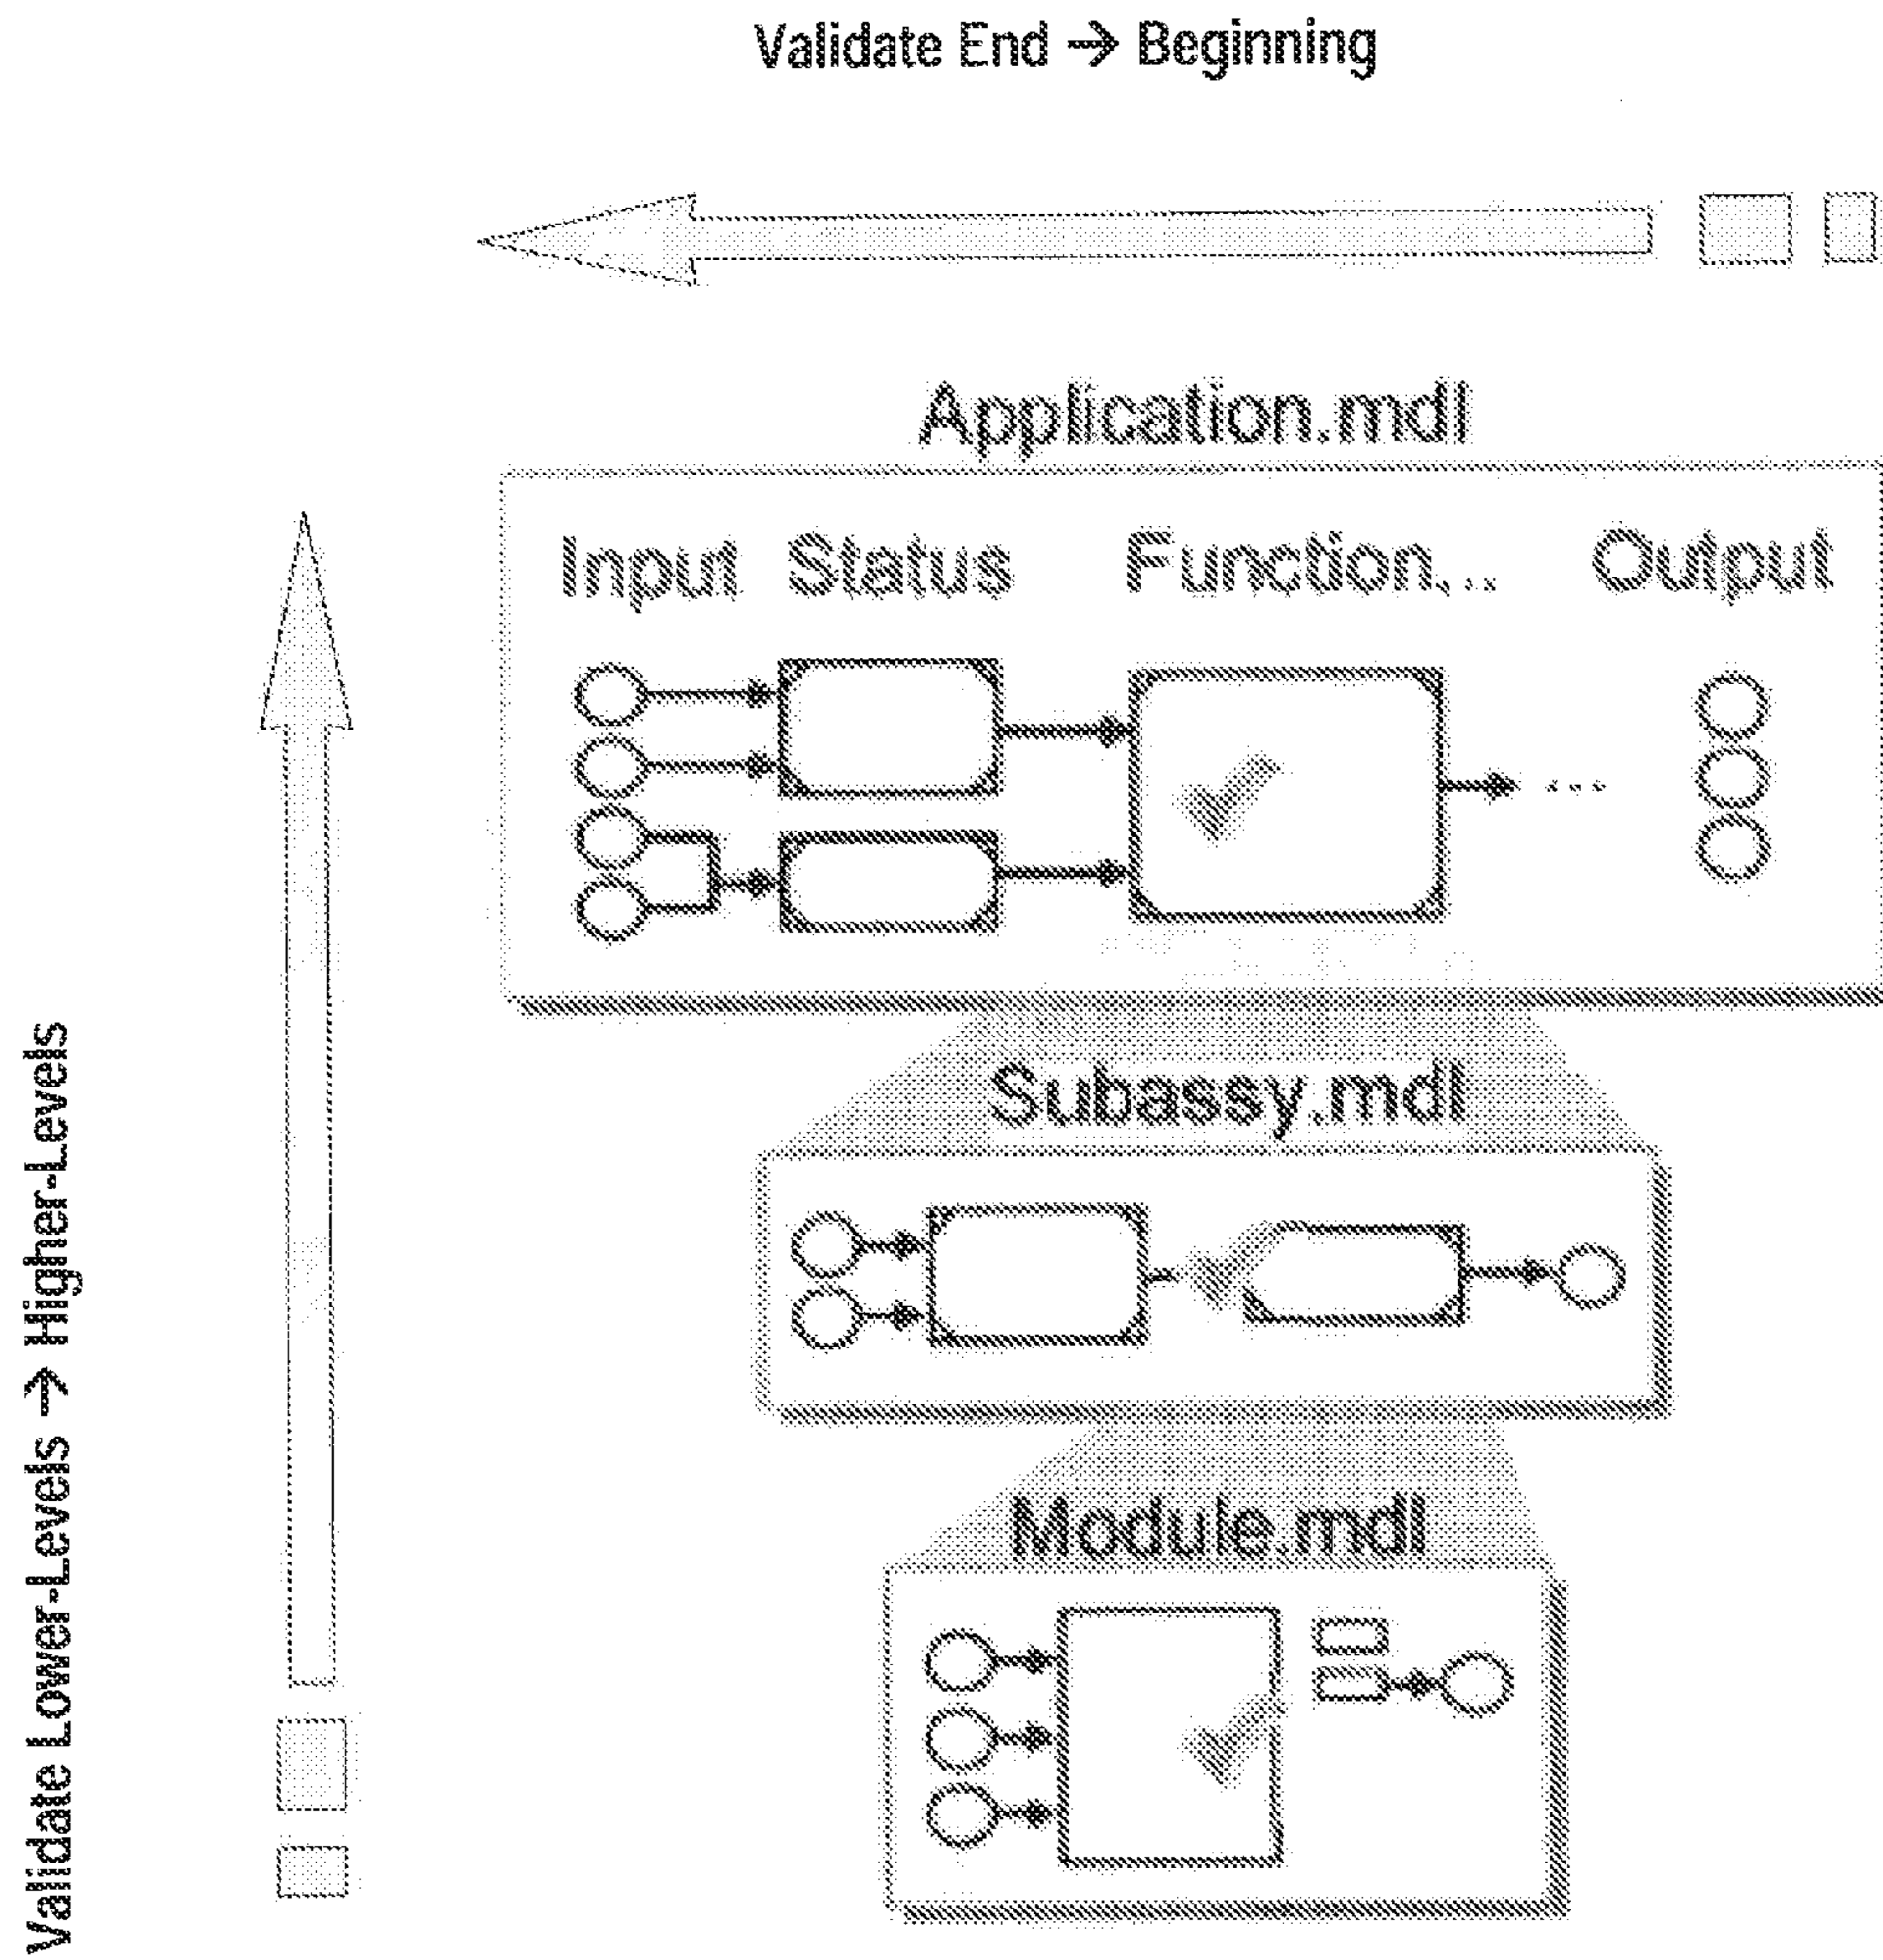 Validate End → Beginning
Application.mdl
Input Status Function... Output
...
Subassy.mdl
Module.mdl
Validate Lower-Levels → Higher-Levels